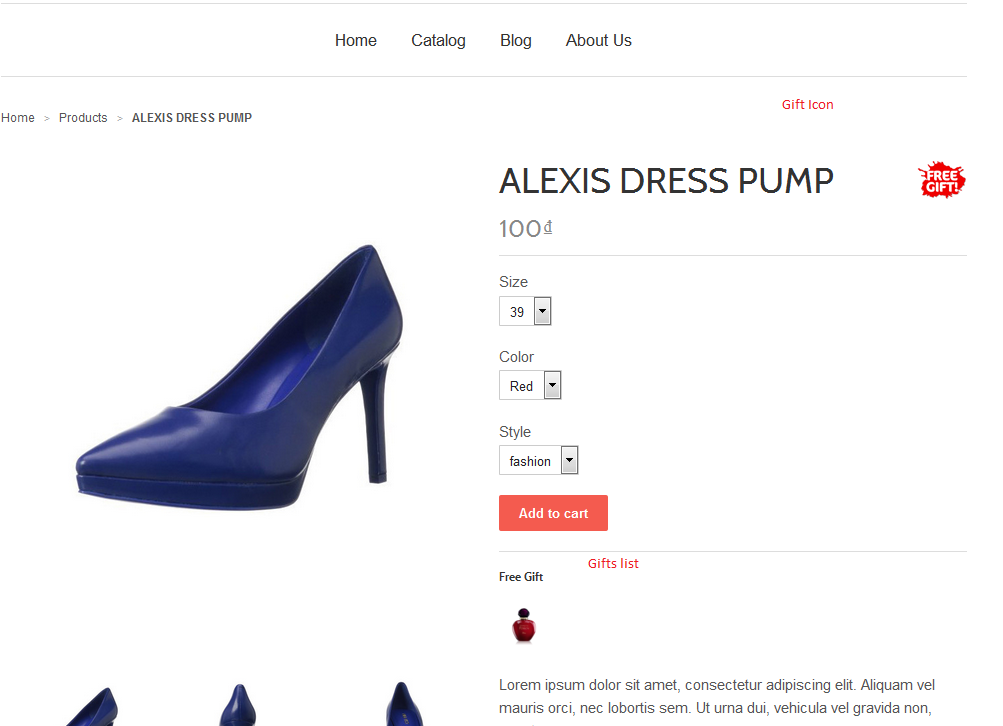 Home Catalog Blog About Us
Gift Icon
Home > Products > ALEXIS DRESS PUMP
ALEXIS DRESS PUMP
FREE
GIFT!
100₫
Size
39
Color
Red
Style
fashion
Add to cart
Gifts list
Free Gift
Lorem ipsum dolor sit amet, consectetur adipiscing elit. Aliquam vel
mauris orci, nec lobortis sem. Ut urna dui, vehicula vel gravida non,